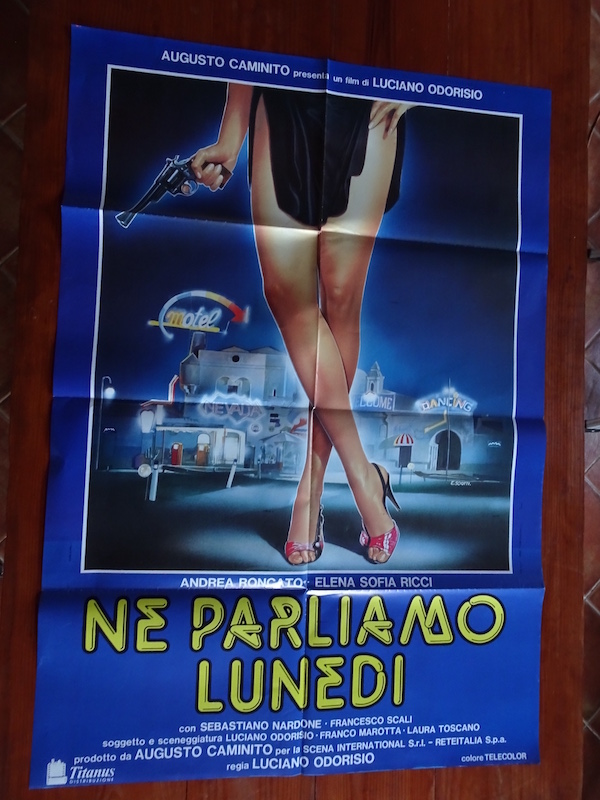 AUGUSTO CAMINITO presenta un film di LUCIANO ODORISIO
motel
NEVADA
DANCING
ANDREA RONCATO · ELENA SOFIA RICCI
NE PARLIAMO
LUNEDI
con SEBASTIANO NARDONE · FRANCESCO SCALI
soggetto e sceneggiatura LUCIANO ODORISIO · FRANCO MAROTTA · LAURA TOSCANO
prodotto da AUGUSTO CAMINITO per la SCENA INTERNATIONAL S.r.l. – RETEITALIA S.p.a.
regia LUCIANO ODORISIO
colore TELECOLOR
Titanus
DISTRIBUZIONE